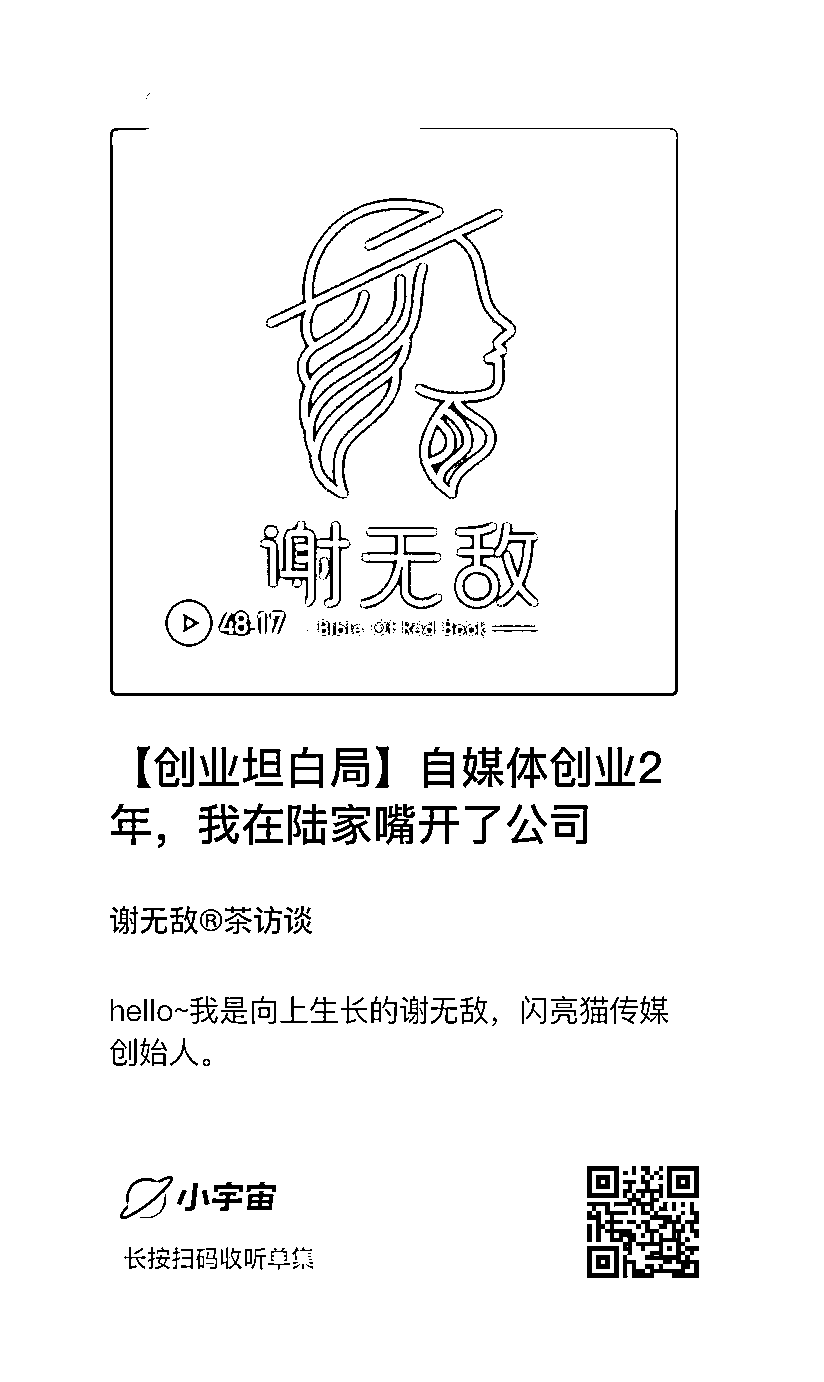 谢无敌
48:17
Bible Of Red Book
【创业坦白局】自媒体创业2
年，我在陆家嘴开了公司
谢无敌®茶访谈
hello~我是向上生长的谢无敌，闪亮猫传媒
创始人。
小宇宙
长按扫码收听单集